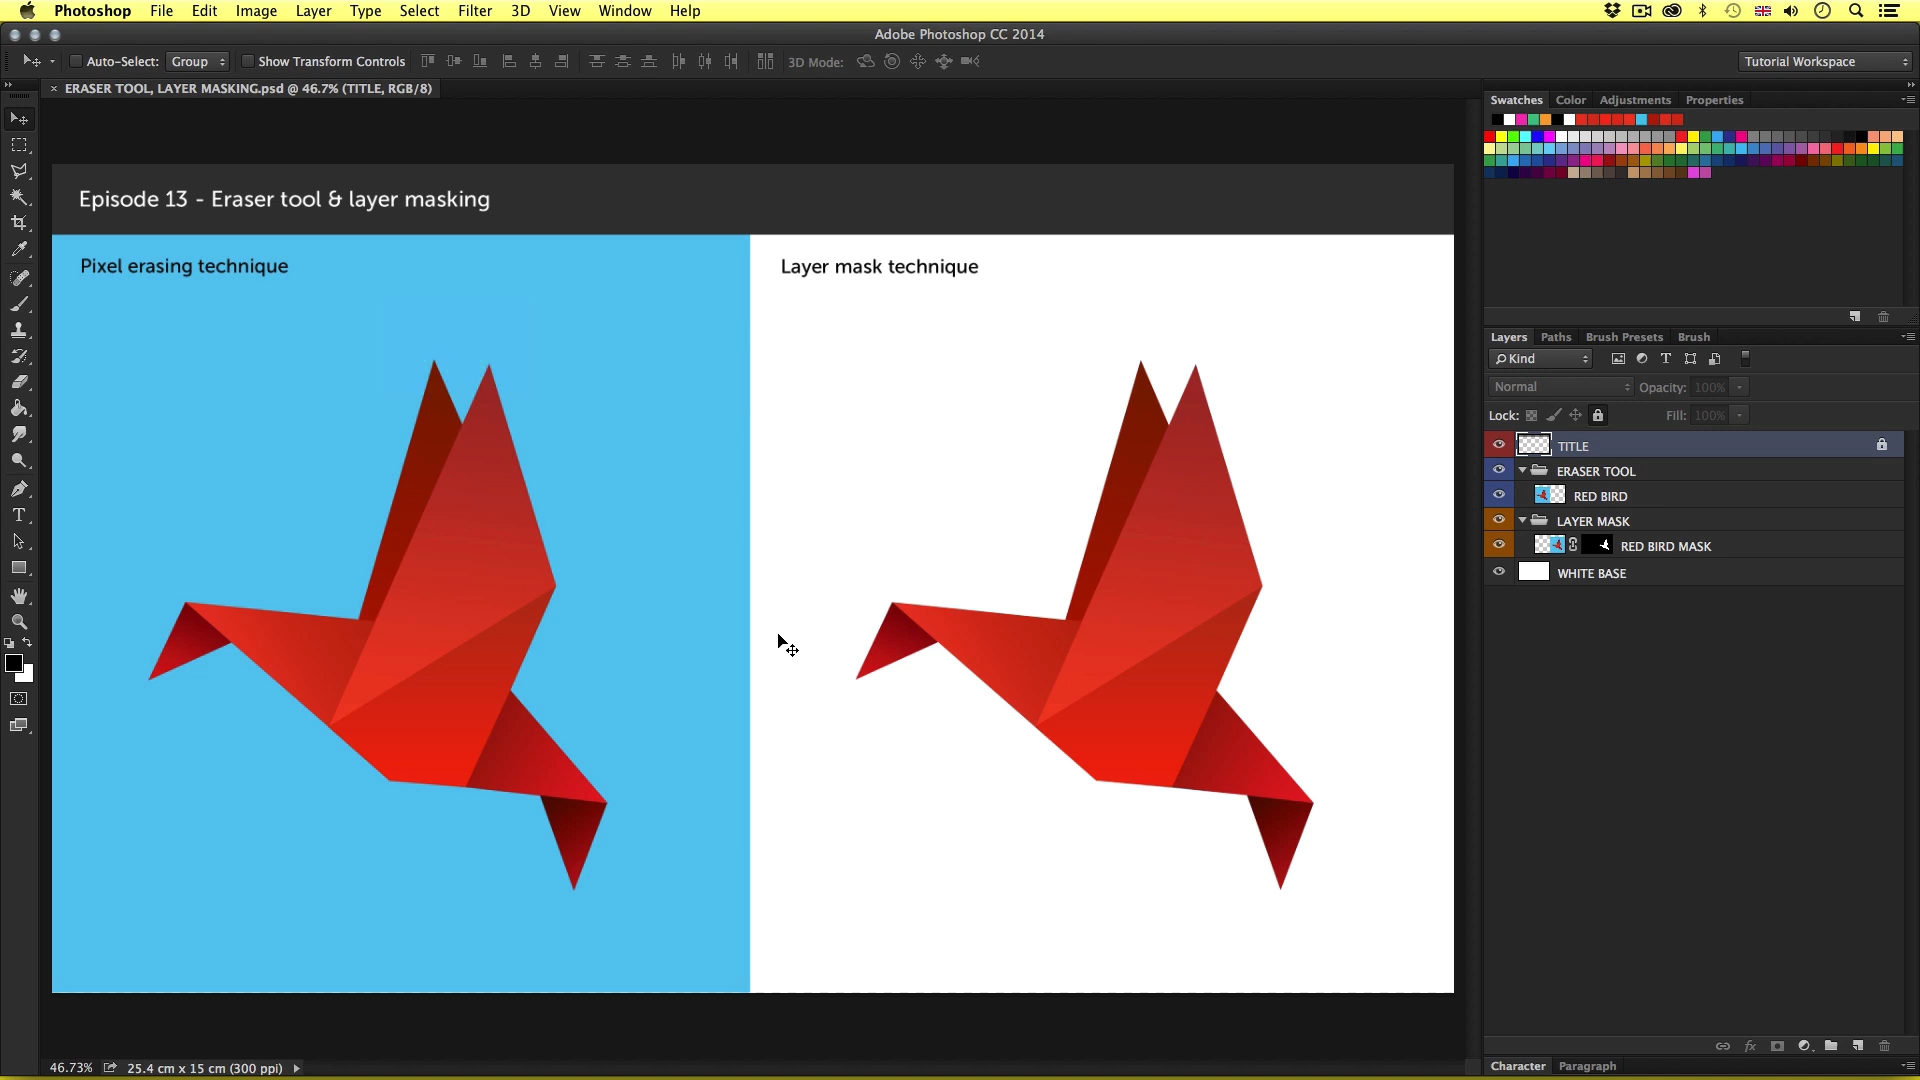 Photoshop File Edit Image Layer Type Select Filter 3D View Window Help
Adobe Photoshop CC 2014
Auto-Select: Group Show Transform Controls 3D Mode: Tutorial Workspace
× ERASER TOOL, LAYER MASKING.psd @ 46.7% (TITLE, RGB/8)
Swatches Color Adjustments Properties
Episode 13 - Eraser tool & layer masking
Pixel erasing technique
Layer mask technique
Layers Paths Brush Presets Brush
Kind
Normal Opacity: 100%
Lock: Fill: 100%
TITLE
ERASER TOOL
RED BIRD
LAYER MASK
RED BIRD MASK
WHITE BASE
46.73% 25.4 cm x 15 cm (300 ppi)
Character Paragraph